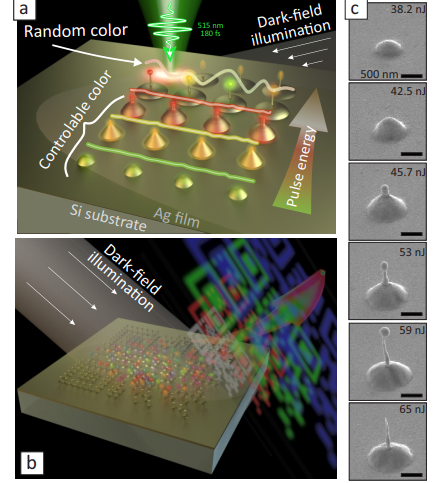 a
515 nm
180 fs
Dark-field
illumination
Random color
Controlable color
Pulse energy
Si substrate
Ag film
Dark-field
illumination
b
c
38.2 nJ
500 nm
42.5 nJ
45.7 nJ
53 nJ
59 nJ
65 nJ